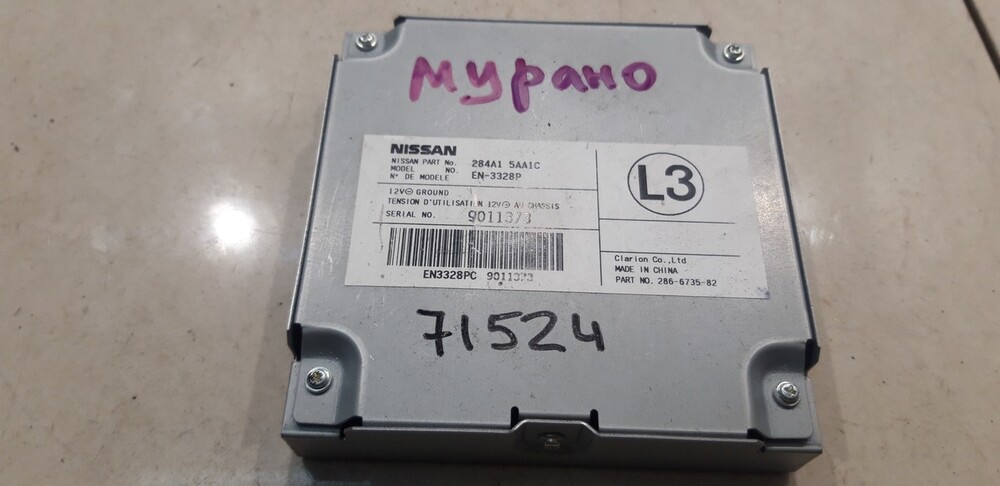 мурано
NISSAN
NISSAN PART No. 284A1 5AA1C
MODEL NO. EN-3328P
N° DE MODELE
12V⊖ GROUND
TENSION D'UTILISATION 12V⊖ AU CHASSIS
SERIAL NO. 9011373
EN3328PC 9011373
L3
Clarion Co.,Ltd
MADE IN CHINA
PART NO. 286-6735-82
71524